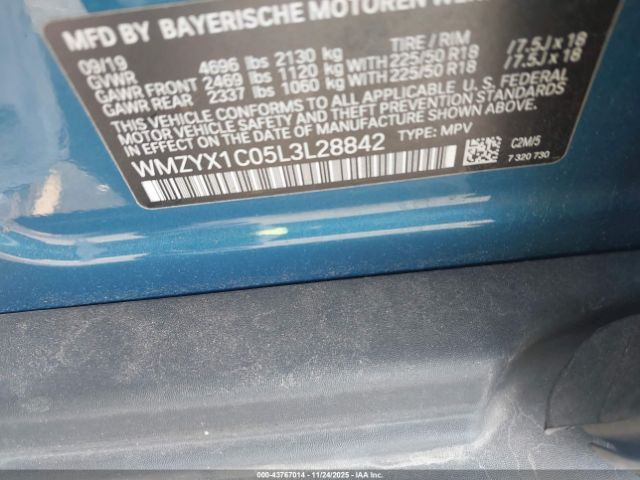 MFD BY BAYERISCHE MOTOREN
09/19 4696 lbs 2130 kg TIRE / RIM
GVWR
GAWR FRONT 2469 lbs 1120 kg WITH 225/50 R18 /7.5J x 18
GAWR REAR 2337 lbs 1060 kg WITH 225/50 R18 /7.5J x 18
THIS VEHICLE CONFORMS TO ALL APPLICABLE U.S. FEDERAL
MOTOR VEHICLE SAFETY AND THEFT PREVENTION STANDARDS
IN EFFECT ON THE DATE OF MANUFACTURE SHOWN ABOVE.
WMZYX1C05L3L28842 TYPE: MPV
C2M/5
7 320 730
000-43767014 - 11/24/2025 - IAA Inc.